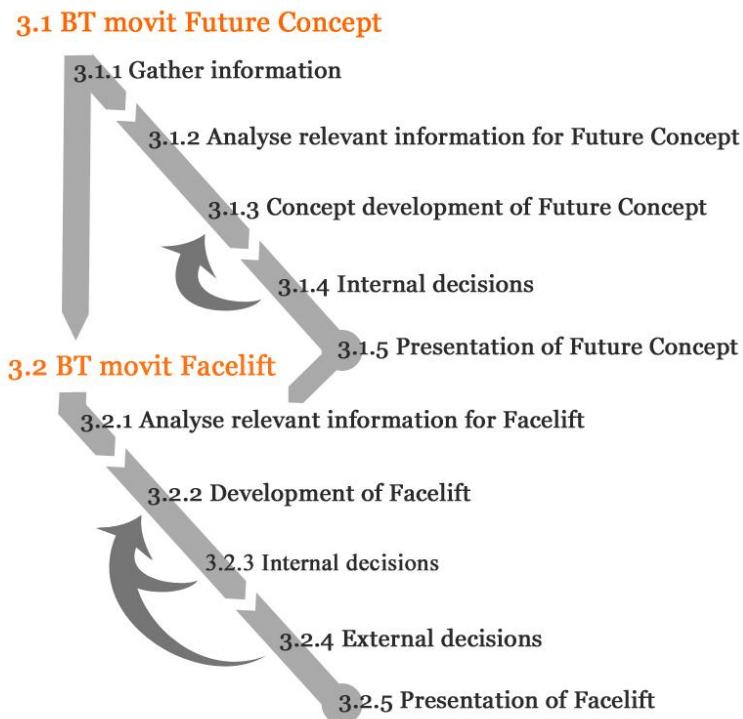 3.1 BT movit Future Concept
3.1.1 Gather information
3.1.2 Analyse relevant information for Future Concept
3.1.3 Concept development of Future Concept
3.1.4 Internal decisions
3.1.5 Presentation of Future Concept
3.2 BT movit Facelift
3.2.1 Analyse relevant information for Facelift
3.2.2 Development of Facelift
3.2.3 Internal decisions
3.2.4 External decisions
3.2.5 Presentation of Facelift